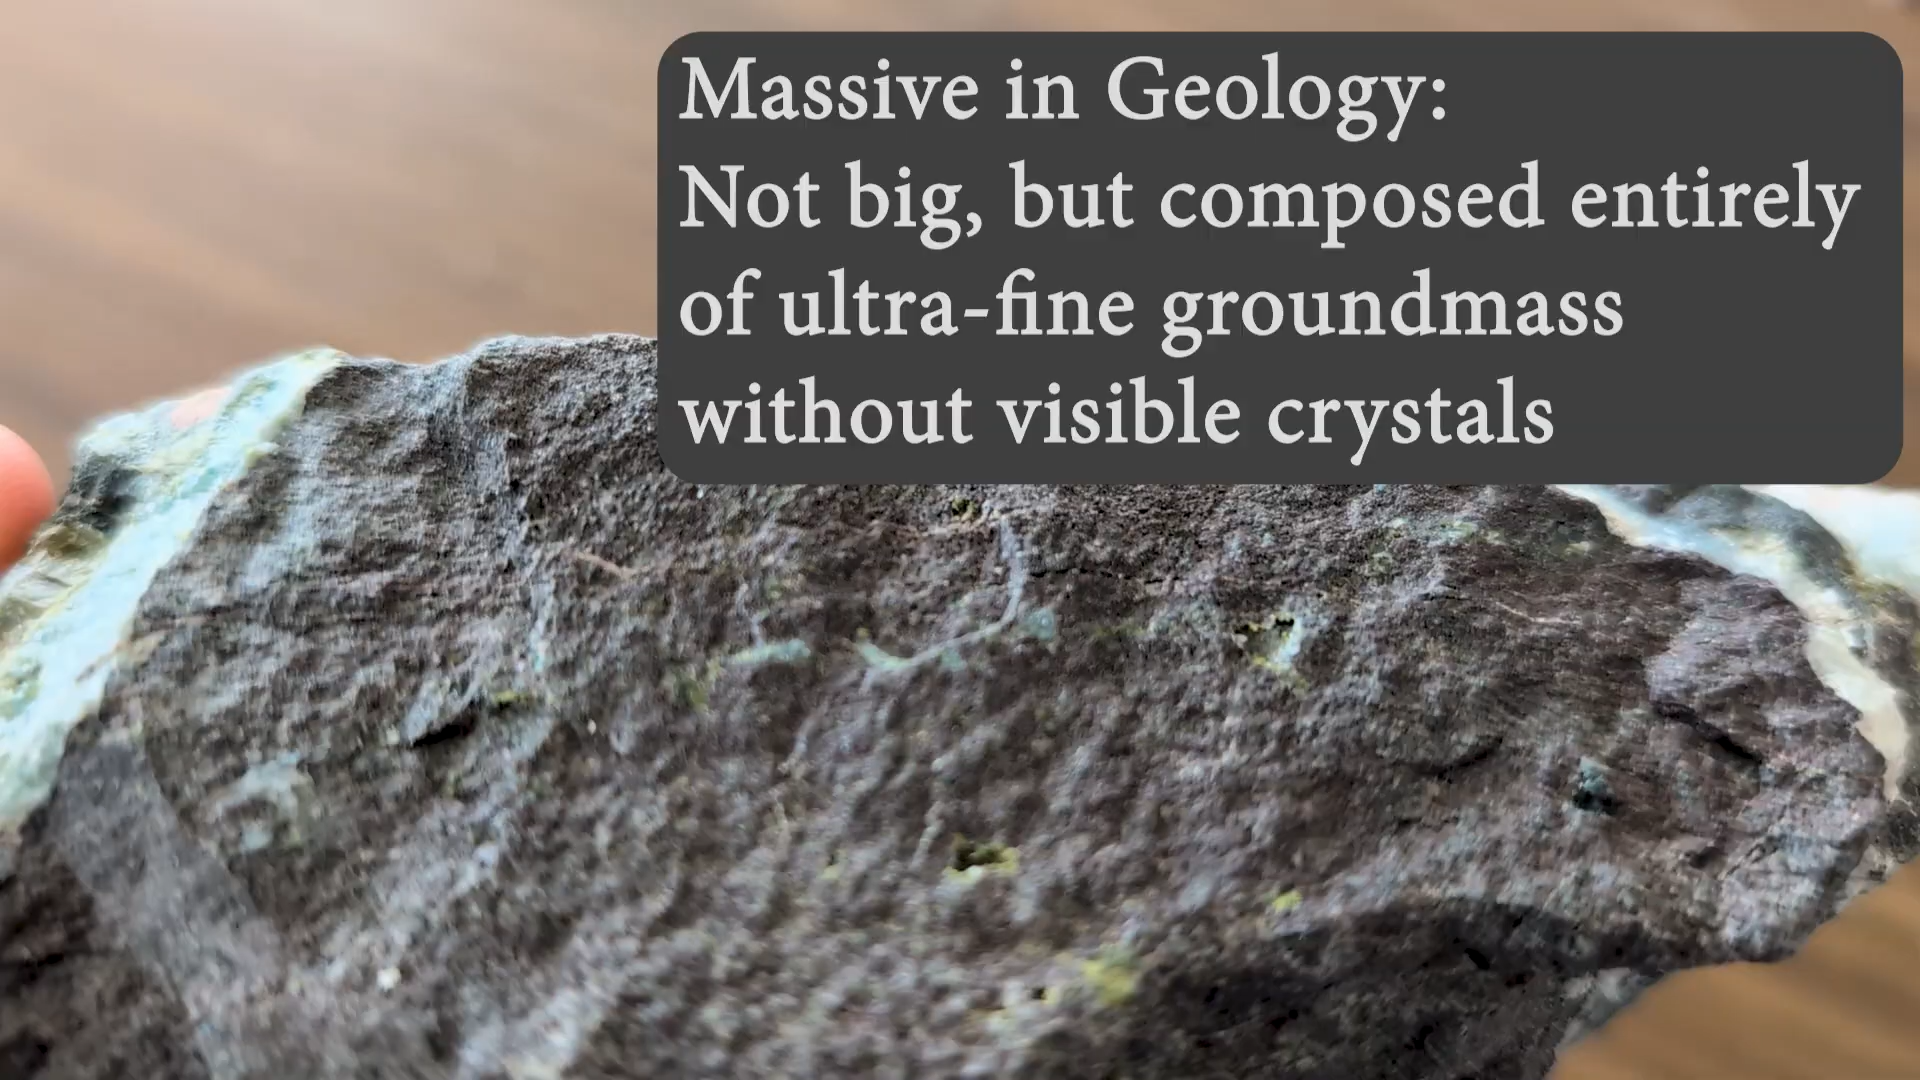 Massive in Geology:
Not big, but composed entirely
of ultra-fine groundmass
without visible crystals